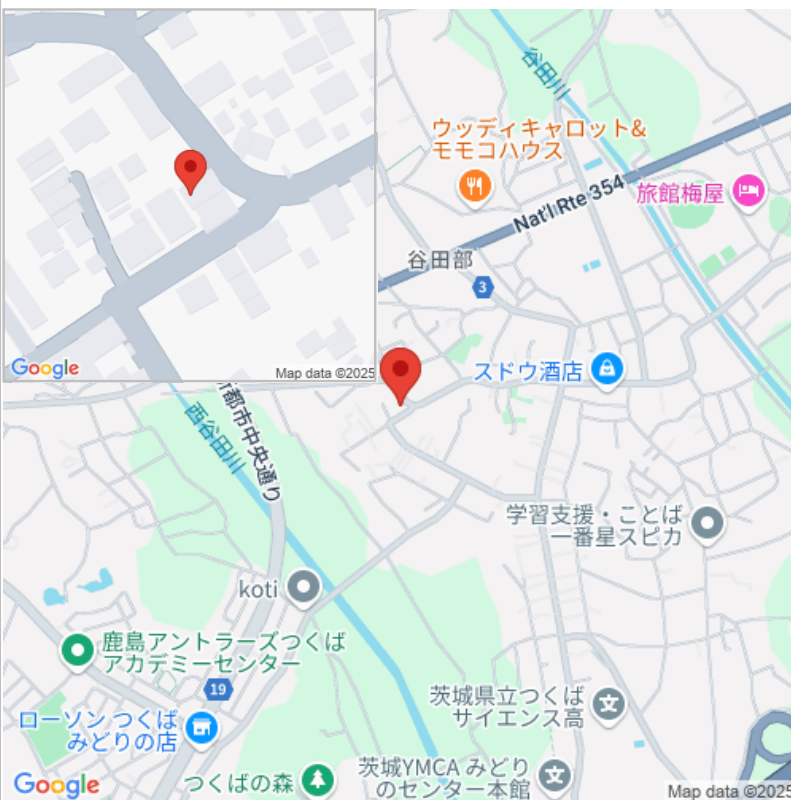 谷田川
ウッディキャロット&
モモコハウス
旅館梅屋
Nat'l Rte 354
谷田部
3
Google
Map data ©2025
スドウ酒店
西谷田川
新都市中央通り
学習支援・ことば
一番星スピカ
koti
鹿島アントラーズつくば
アカデミーセンター
19
茨城県立つくば
サイエンス高
ローソン つくば
みどりの店
茨城YMCA みどり
のセンター本館
つくばの森
Google
Map data ©2025